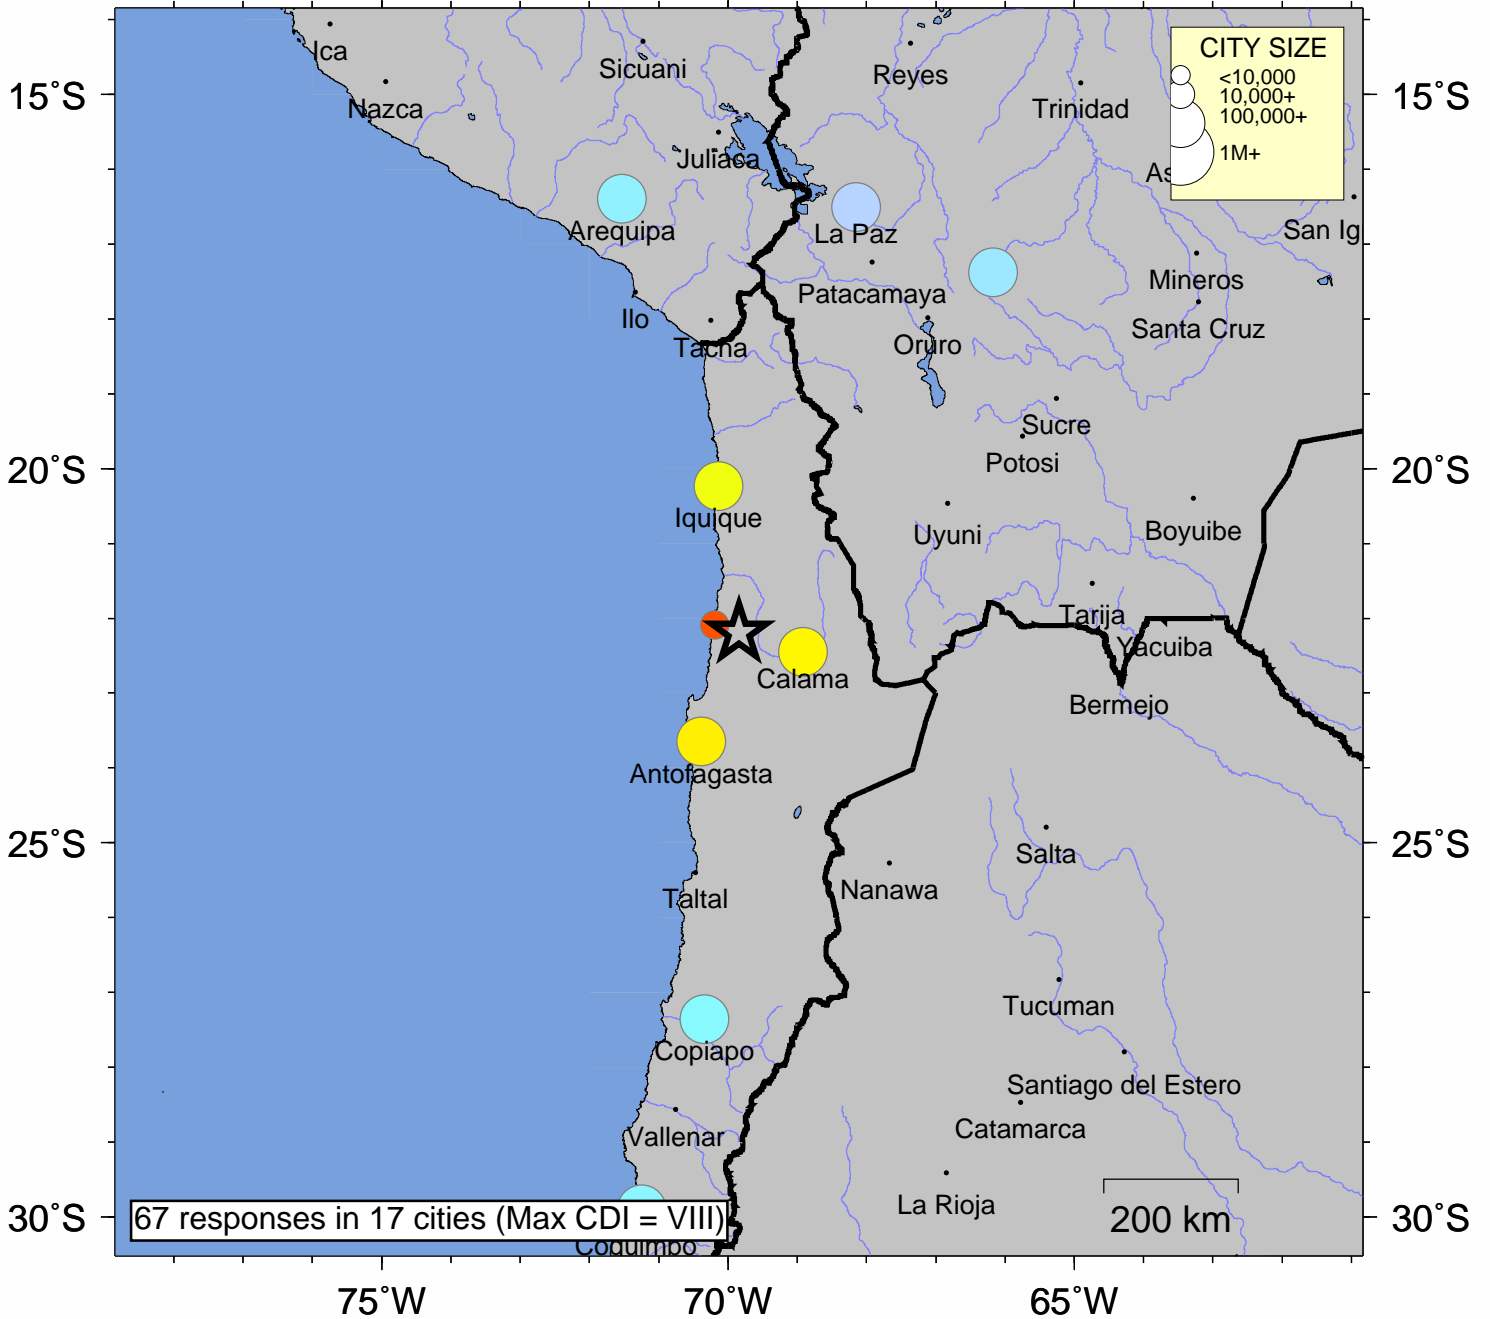 Ica
Sicuani
Reyes
CITY SIZE
<10,000
10,000+
100,000+
1M+
15°S
Nazca
Trinidad
15°S
Juliaca
As
Arequipa
La Paz
San Ig
Patacamaya
Mineros
Ilo
Tacna
Oruro
Santa Cruz
Sucre
20°S
Potosi
20°S
Iquique
Uyuni
Boyuibe
Tarija
Yacuiba
Calama
Bermejo
Antofagasta
25°S
Salta
25°S
Taltal
Nanawa
Tucuman
Copiapo
Santiago del Estero
Vallenar
Catamarca
La Rioja
30°S
67 responses in 17 cities (Max CDI = VIII)
200 km
30°S
Coquimbo
75°W
70°W
65°W